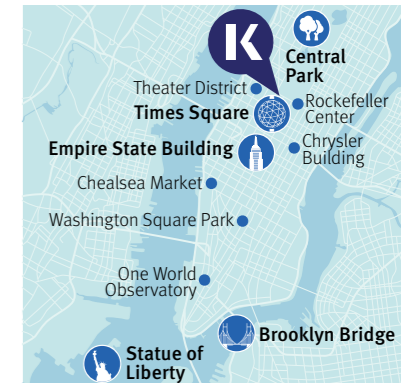 K
Central
Park
Theater District
Times Square
Rockefeller
Center
Empire State Building
Chrysler
Building
Chealsea Market
Washington Square Park
One World
Observatory
Brooklyn Bridge
Statue of
Liberty